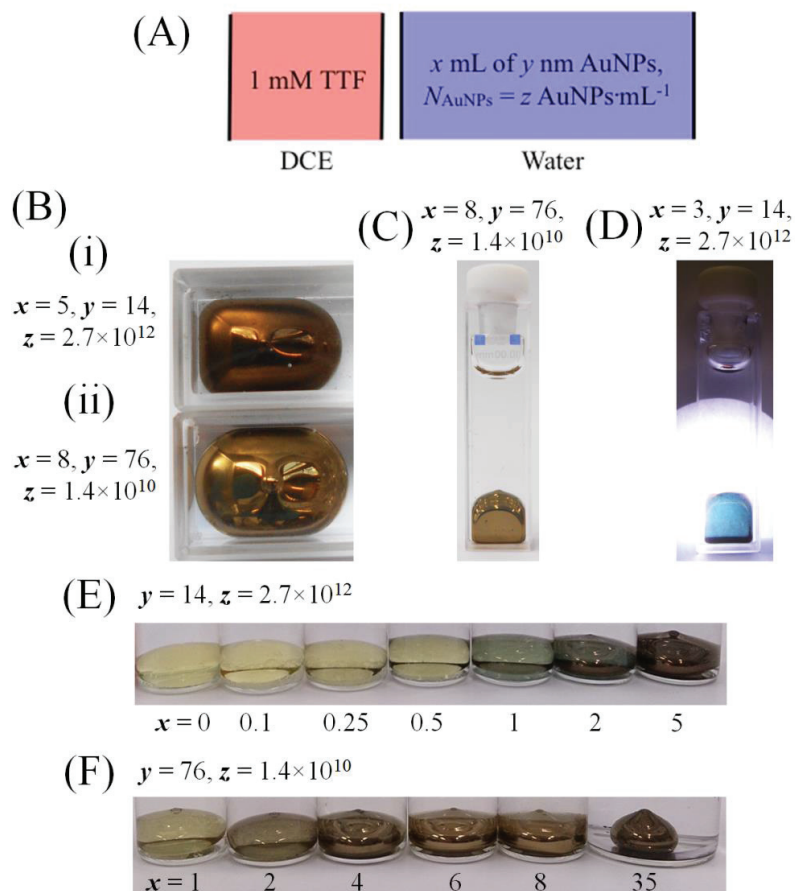 (A)
1 mM TTF
x mL of y nm AuNPs,
N_AuNPs = z AuNPs·mL⁻¹
DCE
Water
(B)
(i)
x = 5, y = 14,
z = 2.7×10¹²
(ii)
x = 8, y = 76,
z = 1.4×10¹⁰
(C)
x = 8, y = 76,
z = 1.4×10¹⁰
(D)
x = 3, y = 14,
z = 2.7×10¹²
(E) y = 14, z = 2.7×10¹²
x = 0 0.1 0.25 0.5 1 2 5
(F) y = 76, z = 1.4×10¹⁰
x = 1 2 4 6 8 35